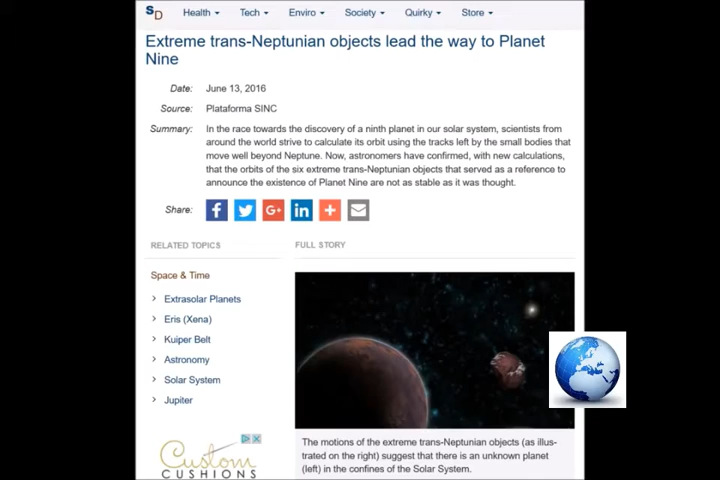 SD Health Tech Enviro Society Quirky Store
Extreme trans-Neptunian objects lead the way to Planet
Nine
Date: June 13, 2016
Source: Plataforma SINC
Summary: In the race towards the discovery of a ninth planet in our solar system, scientists from
around the world strive to calculate its orbit using the tracks left by the small bodies that
move well beyond Neptune. Now, astronomers have confirmed, with new calculations,
that the orbits of the six extreme trans-Neptunian objects that served as a reference to
announce the existence of Planet Nine are not as stable as it was thought.
Share: f G+ in +
RELATED TOPICS
Space & Time
Extrasolar Planets
Eris (Xena)
Kuiper Belt
Astronomy
Solar System
Jupiter
Custom
CUSHIONS
FULL STORY
The motions of the extreme trans-Neptunian objects (as illus-
trated on the right) suggest that there is an unknown planet
(left) in the confines of the Solar System.